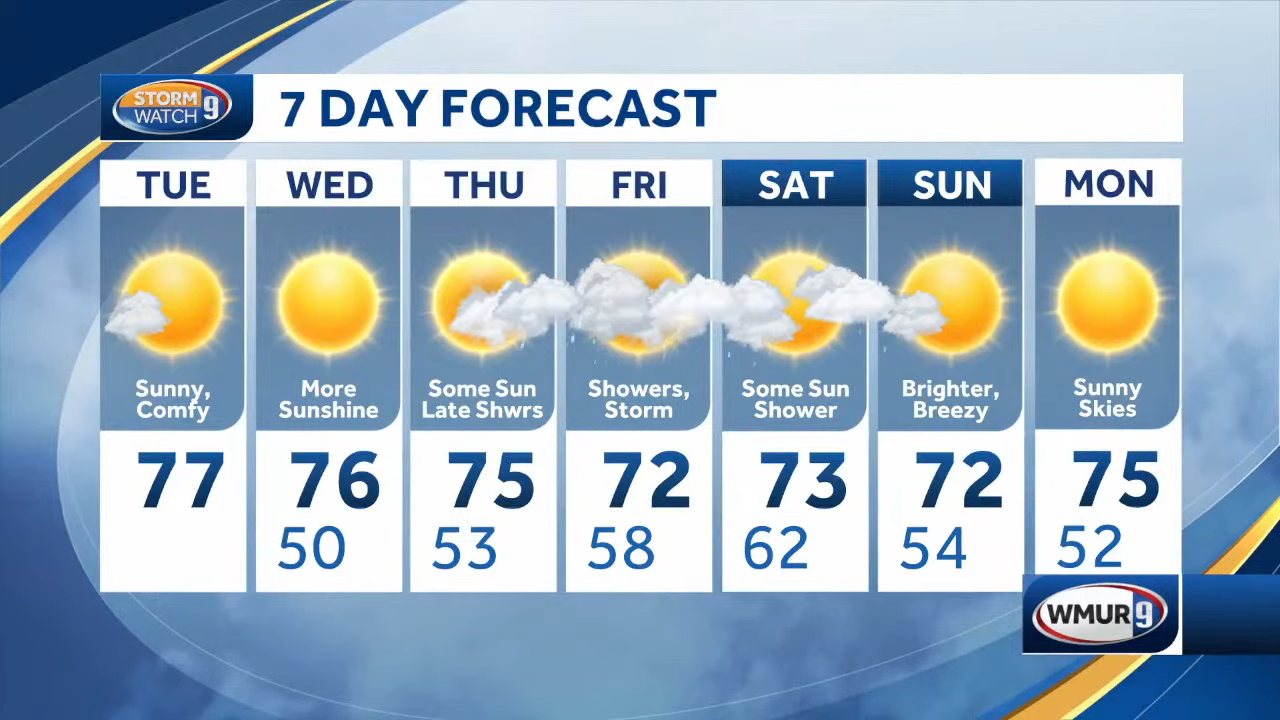 STORM
WATCH 9
7 DAY FORECAST
TUE WED THU FRI SAT SUN MON
Sunny,
Comfy
More
Sunshine
Some Sun
Late Shwrs
Showers,
Storm
Some Sun
Shower
Brighter,
Breezy
Sunny
Skies
77 76 75 72 73 72 75
50 53 58 62 54 52
WMUR 9